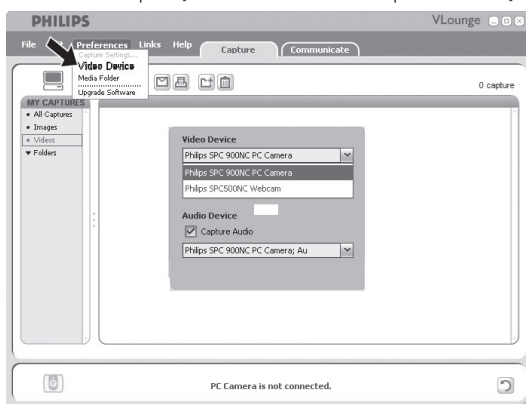 PHILIPS
VLounge
File
Preferences Links Help
Capture
Communicate
Capture Settings...
Video Device
Media Folder
Upgrade Software
0 capture
MY CAPTURES
All Captures
Images
Videos
Folders
Video Device
Philips SPC 900NC PC Camera
Philips SPC 900NC PC Camera
Philips SPC500NC Webcam
Audio Device
Capture Audio
Philips SPC 900NC PC Camera; Au
PC Camera is not connected.